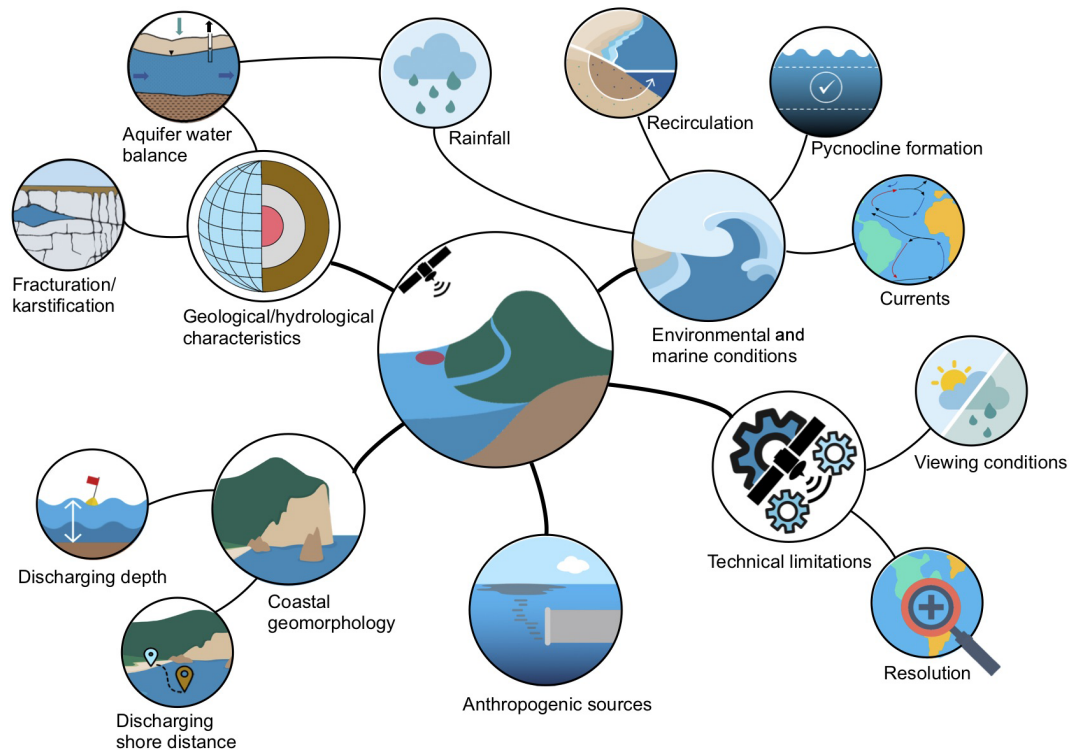 Aquifer water
balance
Rainfall
Recirculation
Pycnocline formation
Fracturation/
karstification
Geological/hydrological
characteristics
Environmental and
marine conditions
Currents
Viewing conditions
Discharging depth
Coastal
geomorphology
Technical limitations
Resolution
Anthropogenic sources
Discharging
shore distance